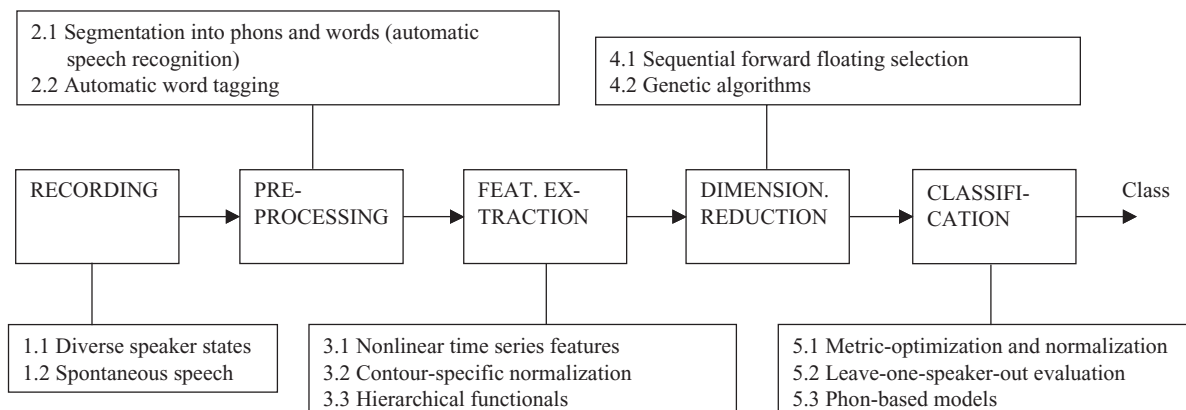 2.1 Segmentation into phons and words (automatic
speech recognition)
2.2 Automatic word tagging
4.1 Sequential forward floating selection
4.2 Genetic algorithms
RECORDING
PRE-
PROCESSING
FEAT. EX-
TRACTION
DIMENSION.
REDUCTION
CLASSIFI-
CATION
Class
1.1 Diverse speaker states
1.2 Spontaneous speech
3.1 Nonlinear time series features
3.2 Contour-specific normalization
3.3 Hierarchical functionals
5.1 Metric-optimization and normalization
5.2 Leave-one-speaker-out evaluation
5.3 Phon-based models